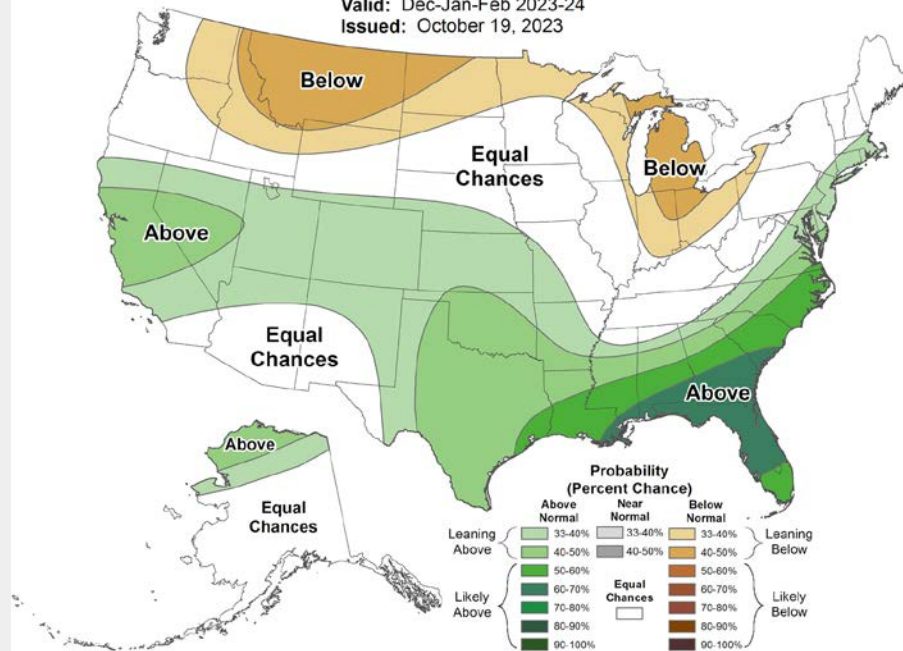 Valid: Dec-Jan-Feb 2023-24
Issued: October 19, 2023
Below
Equal
Chances
Below
Above
Equal
Chances
Above
Above
Equal
Chances
Probability
(Percent Chance)
Above
Normal
Near
Normal
Below
Normal
Leaning
Above
33-40%
40-50%
33-40%
40-50%
33-40%
40-50%
Leaning
Below
Likely
Above
50-60%
60-70%
70-80%
80-90%
90-100%
Equal
Chances
50-60%
60-70%
70-80%
80-90%
90-100%
Likely
Below